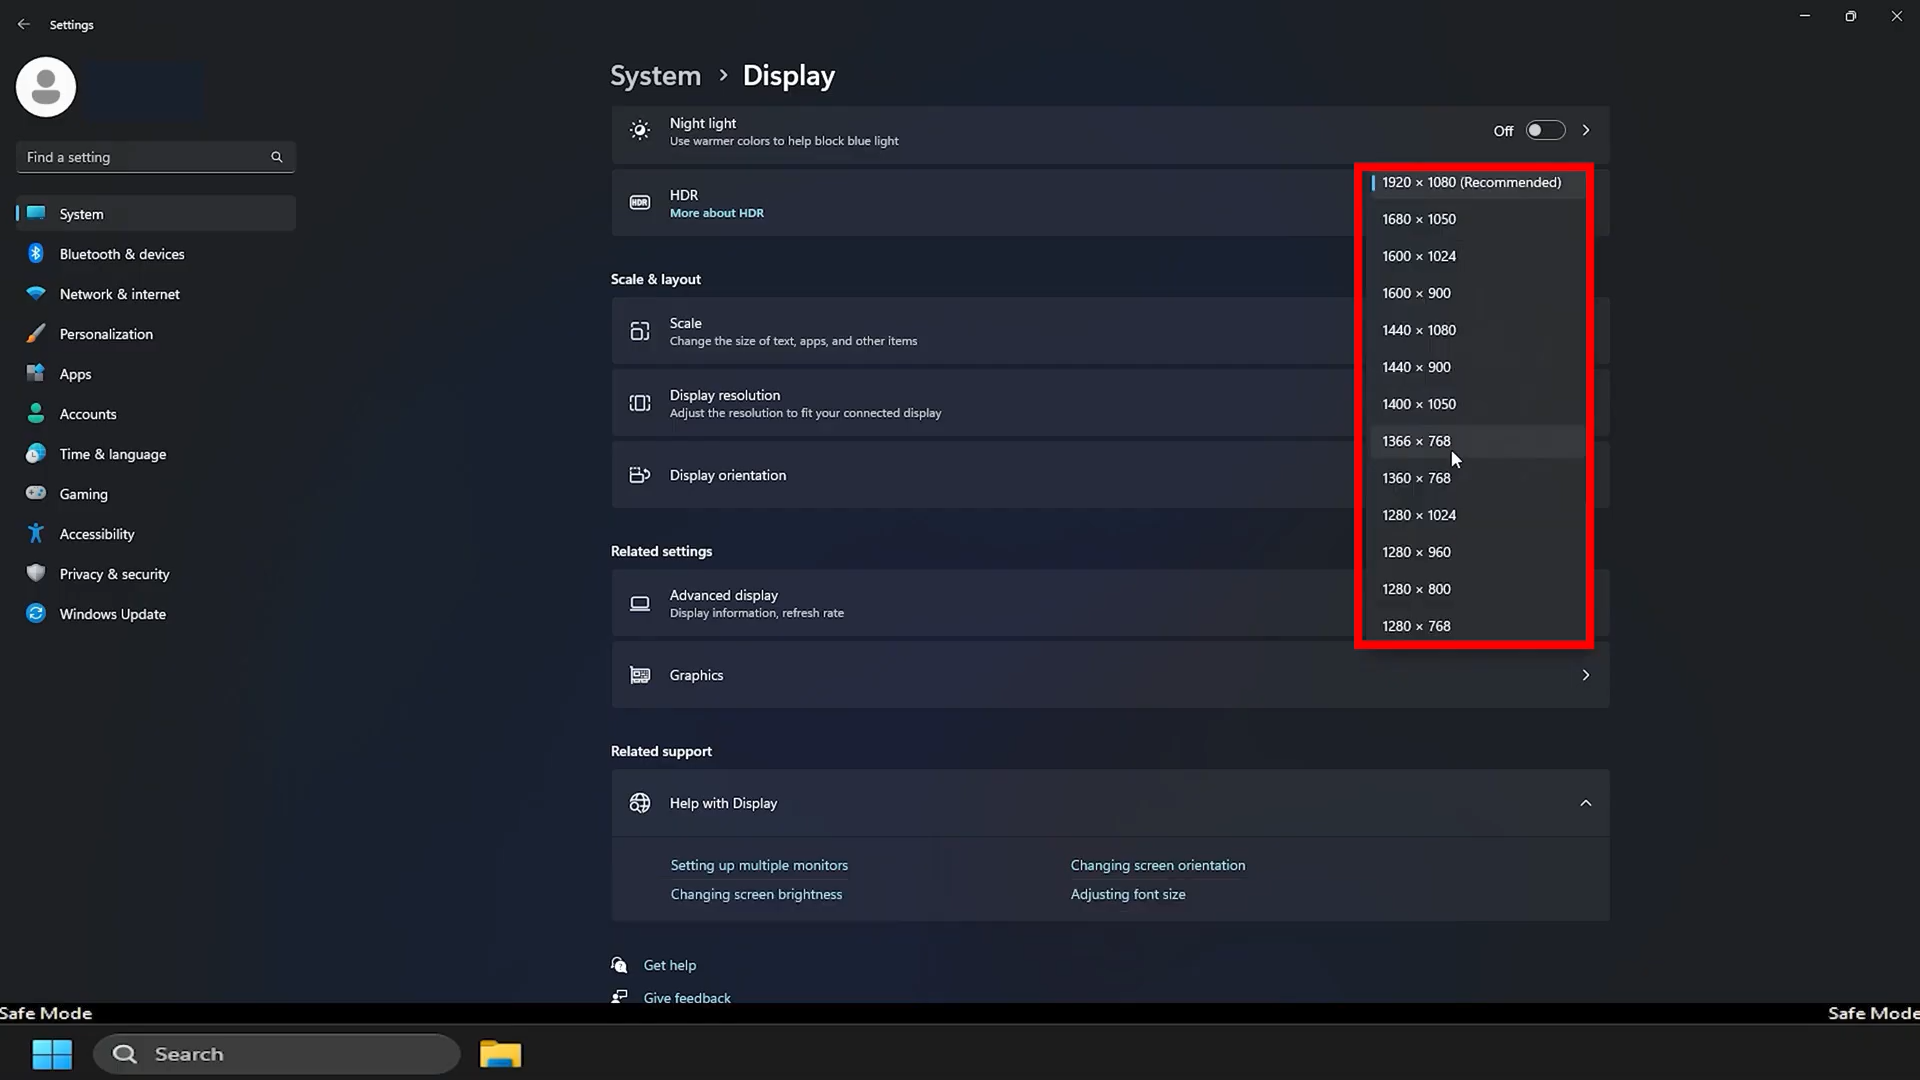 Settings
System > Display
Night light
Use warmer colors to help block blue light
Off
Find a setting
HDR
HDR
More about HDR
System
Bluetooth & devices
Network & internet
Personalization
Apps
Accounts
Time & language
Gaming
Accessibility
Privacy & security
Windows Update
Scale & layout
Scale
Change the size of text, apps, and other items
Display resolution
Adjust the resolution to fit your connected display
Display orientation
1920 × 1080 (Recommended)
1680 × 1050
1600 × 1024
1600 × 900
1440 × 1080
1440 × 900
1400 × 1050
1366 × 768
1360 × 768
1280 × 1024
1280 × 960
1280 × 800
1280 × 768
Related settings
Advanced display
Display information, refresh rate
Graphics
Related support
Help with Display
Setting up multiple monitors
Changing screen orientation
Changing screen brightness
Adjusting font size
Get help
Give feedback
Safe Mode
Safe Mode
Search